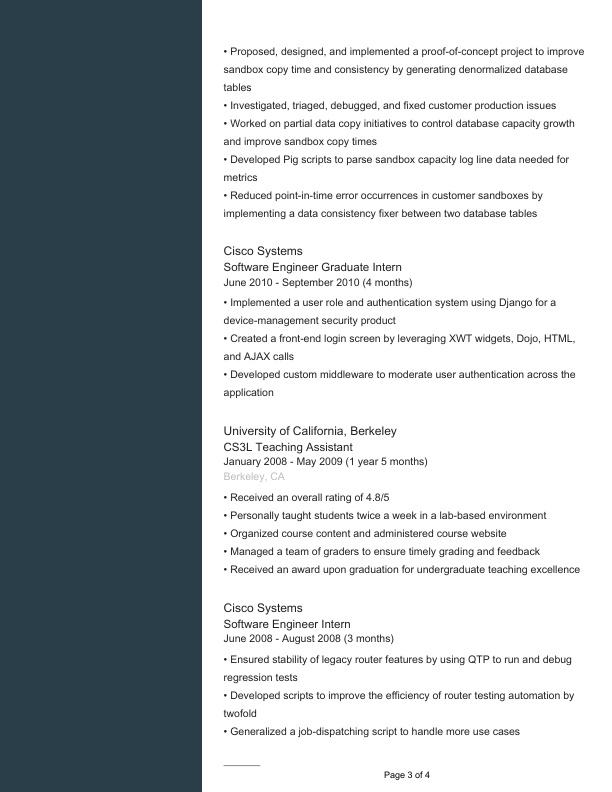 • Proposed, designed, and implemented a proof-of-concept project to improve
sandbox copy time and consistency by generating denormalized database
tables
• Investigated, triaged, debugged, and fixed customer production issues
• Worked on partial data copy initiatives to control database capacity growth
and improve sandbox copy times
• Developed Pig scripts to parse sandbox capacity log line data needed for
metrics
• Reduced point-in-time error occurrences in customer sandboxes by
implementing a data consistency fixer between two database tables
Cisco Systems
Software Engineer Graduate Intern
June 2010 - September 2010 (4 months)
• Implemented a user role and authentication system using Django for a
device-management security product
• Created a front-end login screen by leveraging XWT widgets, Dojo, HTML,
and AJAX calls
• Developed custom middleware to moderate user authentication across the
application
University of California, Berkeley
CS3L Teaching Assistant
January 2008 - May 2009 (1 year 5 months)
Berkeley, CA
• Received an overall rating of 4.8/5
• Personally taught students twice a week in a lab-based environment
• Organized course content and administered course website
• Managed a team of graders to ensure timely grading and feedback
• Received an award upon graduation for undergraduate teaching excellence
Cisco Systems
Software Engineer Intern
June 2008 - August 2008 (3 months)
• Ensured stability of legacy router features by using QTP to run and debug
regression tests
• Developed scripts to improve the efficiency of router testing automation by
twofold
• Generalized a job-dispatching script to handle more use cases
Page 3 of 4